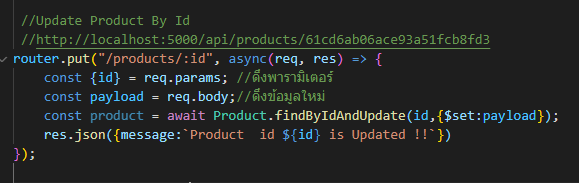 //Update Product By Id
//http://localhost:5000/api/products/61cd6ab06ace93a51fcb8fd3
router.put("/products/:id", async(req, res) => {
const {id} = req.params; //ดึงพารามิเตอร์
const payload = req.body;//ดึงข้อมูลใหม่
const product = await Product.findByIdAndUpdate(id,{$set:payload});
res.json({message:`Product  id ${id} is Updated !!`})
});